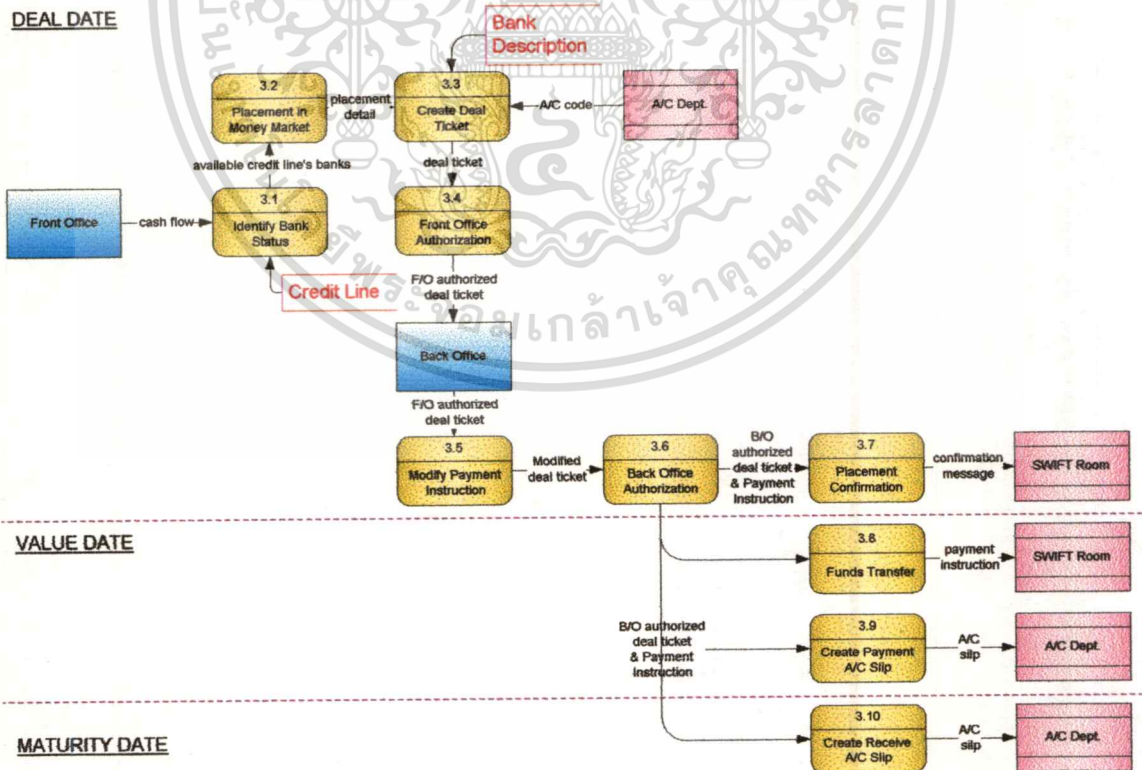 DEAL DATE
Bank
Description
3.2
Placement in
Money Market
placement
detail
3.3
Create Deal
Ticket
A/C code
A/C Dept.
available credit line's banks
deal ticket
Front Office
cash flow
3.1
Identify Bank
Status
3.4
Front Office
Authorization
Credit Line
F/O authorized
deal ticket
Back Office
F/O authorized
deal ticket
3.5
Modify Payment
Instruction
Modified
deal ticket
3.6
Back Office
Authorization
B/O
authorized
deal ticket
& Payment
Instruction
3.7
Placement
Confirmation
confirmation
message
SWIFT Room
VALUE DATE
3.8
Funds Transfer
payment
instruction
SWIFT Room
B/O authorized
deal ticket
& Payment
Instruction
3.9
Create Payment
A/C Slip
A/C
slip
A/C Dept.
MATURITY DATE
3.10
Create Receive
A/C Slip
A/C
slip
A/C Dept.